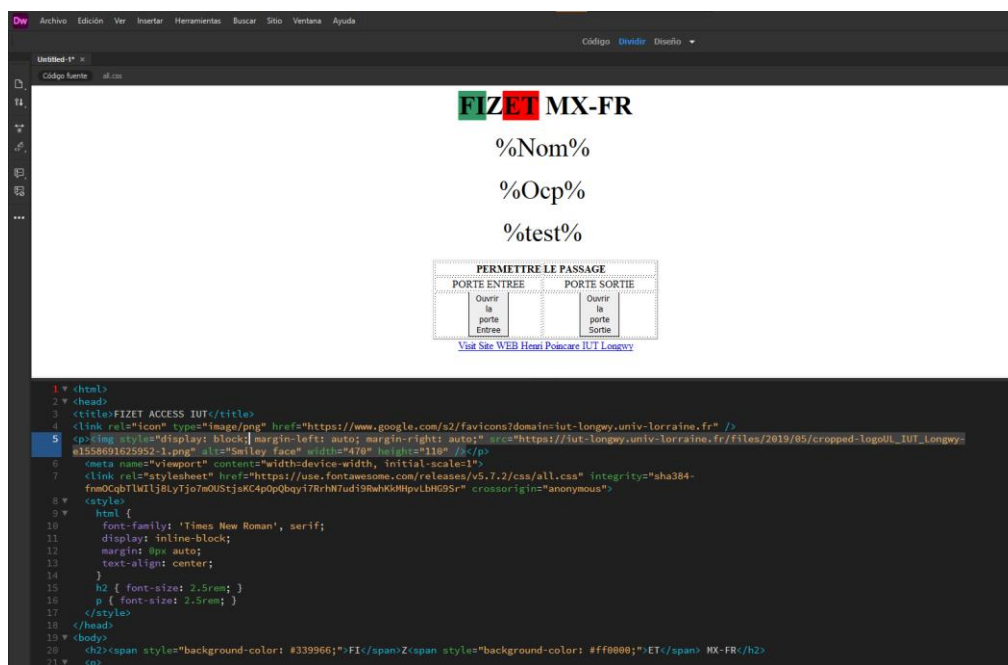 Dw Archivo Edición Ver Insertar Herramientas Buscar Sitio Ventana Ayuda
Código Dividir Diseño
Untitled-1* ×
Código fuente all.css
FIZET MX-FR
%Nom%
%Ocp%
%test%
PERMETTRE LE PASSAGE
PORTE ENTREE PORTE SORTIE
Ouvrir la porte Entree Ouvrir la porte Sortie
Visit Site WEB Henri Poincare IUT Longwy
1 <html>
2 <head>
3 <title>FIZET ACCESS IUT</title>
4 <link rel="icon" type="image/png" href="https://www.google.com/s2/favicons?domain=iut-longwy.univ-lorraine.fr" />
5 <p><img style="display: block; margin-left: auto; margin-right: auto;" src="https://iut-longwy.univ-lorraine.fr/files/2019/05/cropped-logoUL_IUT_Longwy-
e1558691625952-1.png" alt="Smiley face" width="470" height="110" /></p>
6 <meta name="viewport" content="width=device-width, initial-scale=1">
7 <link rel="stylesheet" href="https://use.fontawesome.com/releases/v5.7.2/css/all.css" integrity="sha384-
fnmOCqbTlWIlj8LyTjo7mOUStjsKC4pOpQbqyi7RrhN7udi9RwhKkMHpvLbHG9Sr" crossorigin="anonymous">
8 <style>
9 html {
10 font-family: 'Times New Roman', serif;
11 display: inline-block;
12 margin: 0px auto;
13 text-align: center;
14 }
15 h2 { font-size: 2.5rem; }
16 p { font-size: 2.5rem; }
17 </style>
18 </head>
19 <body>
20 <h2><span style="background-color: #339966;">FI</span>Z<span style="background-color: #ff0000;">ET</span> MX-FR</h2>
21 <p>